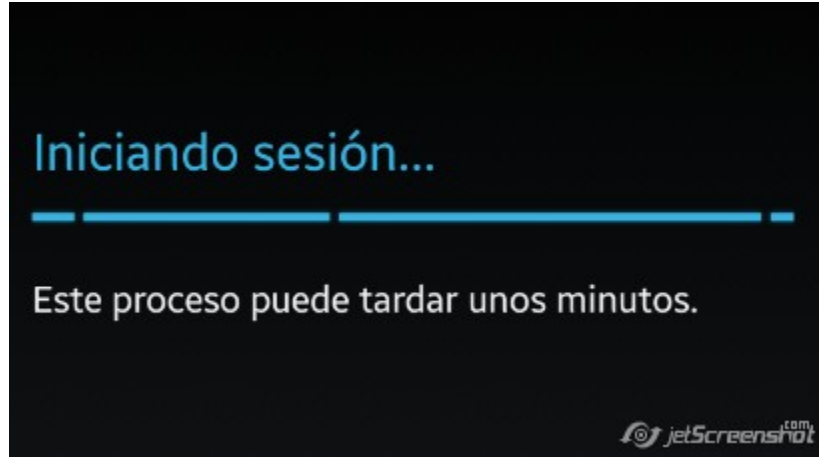 Iniciando sesión...
Este proceso puede tardar unos minutos.
jetScreenshot.com